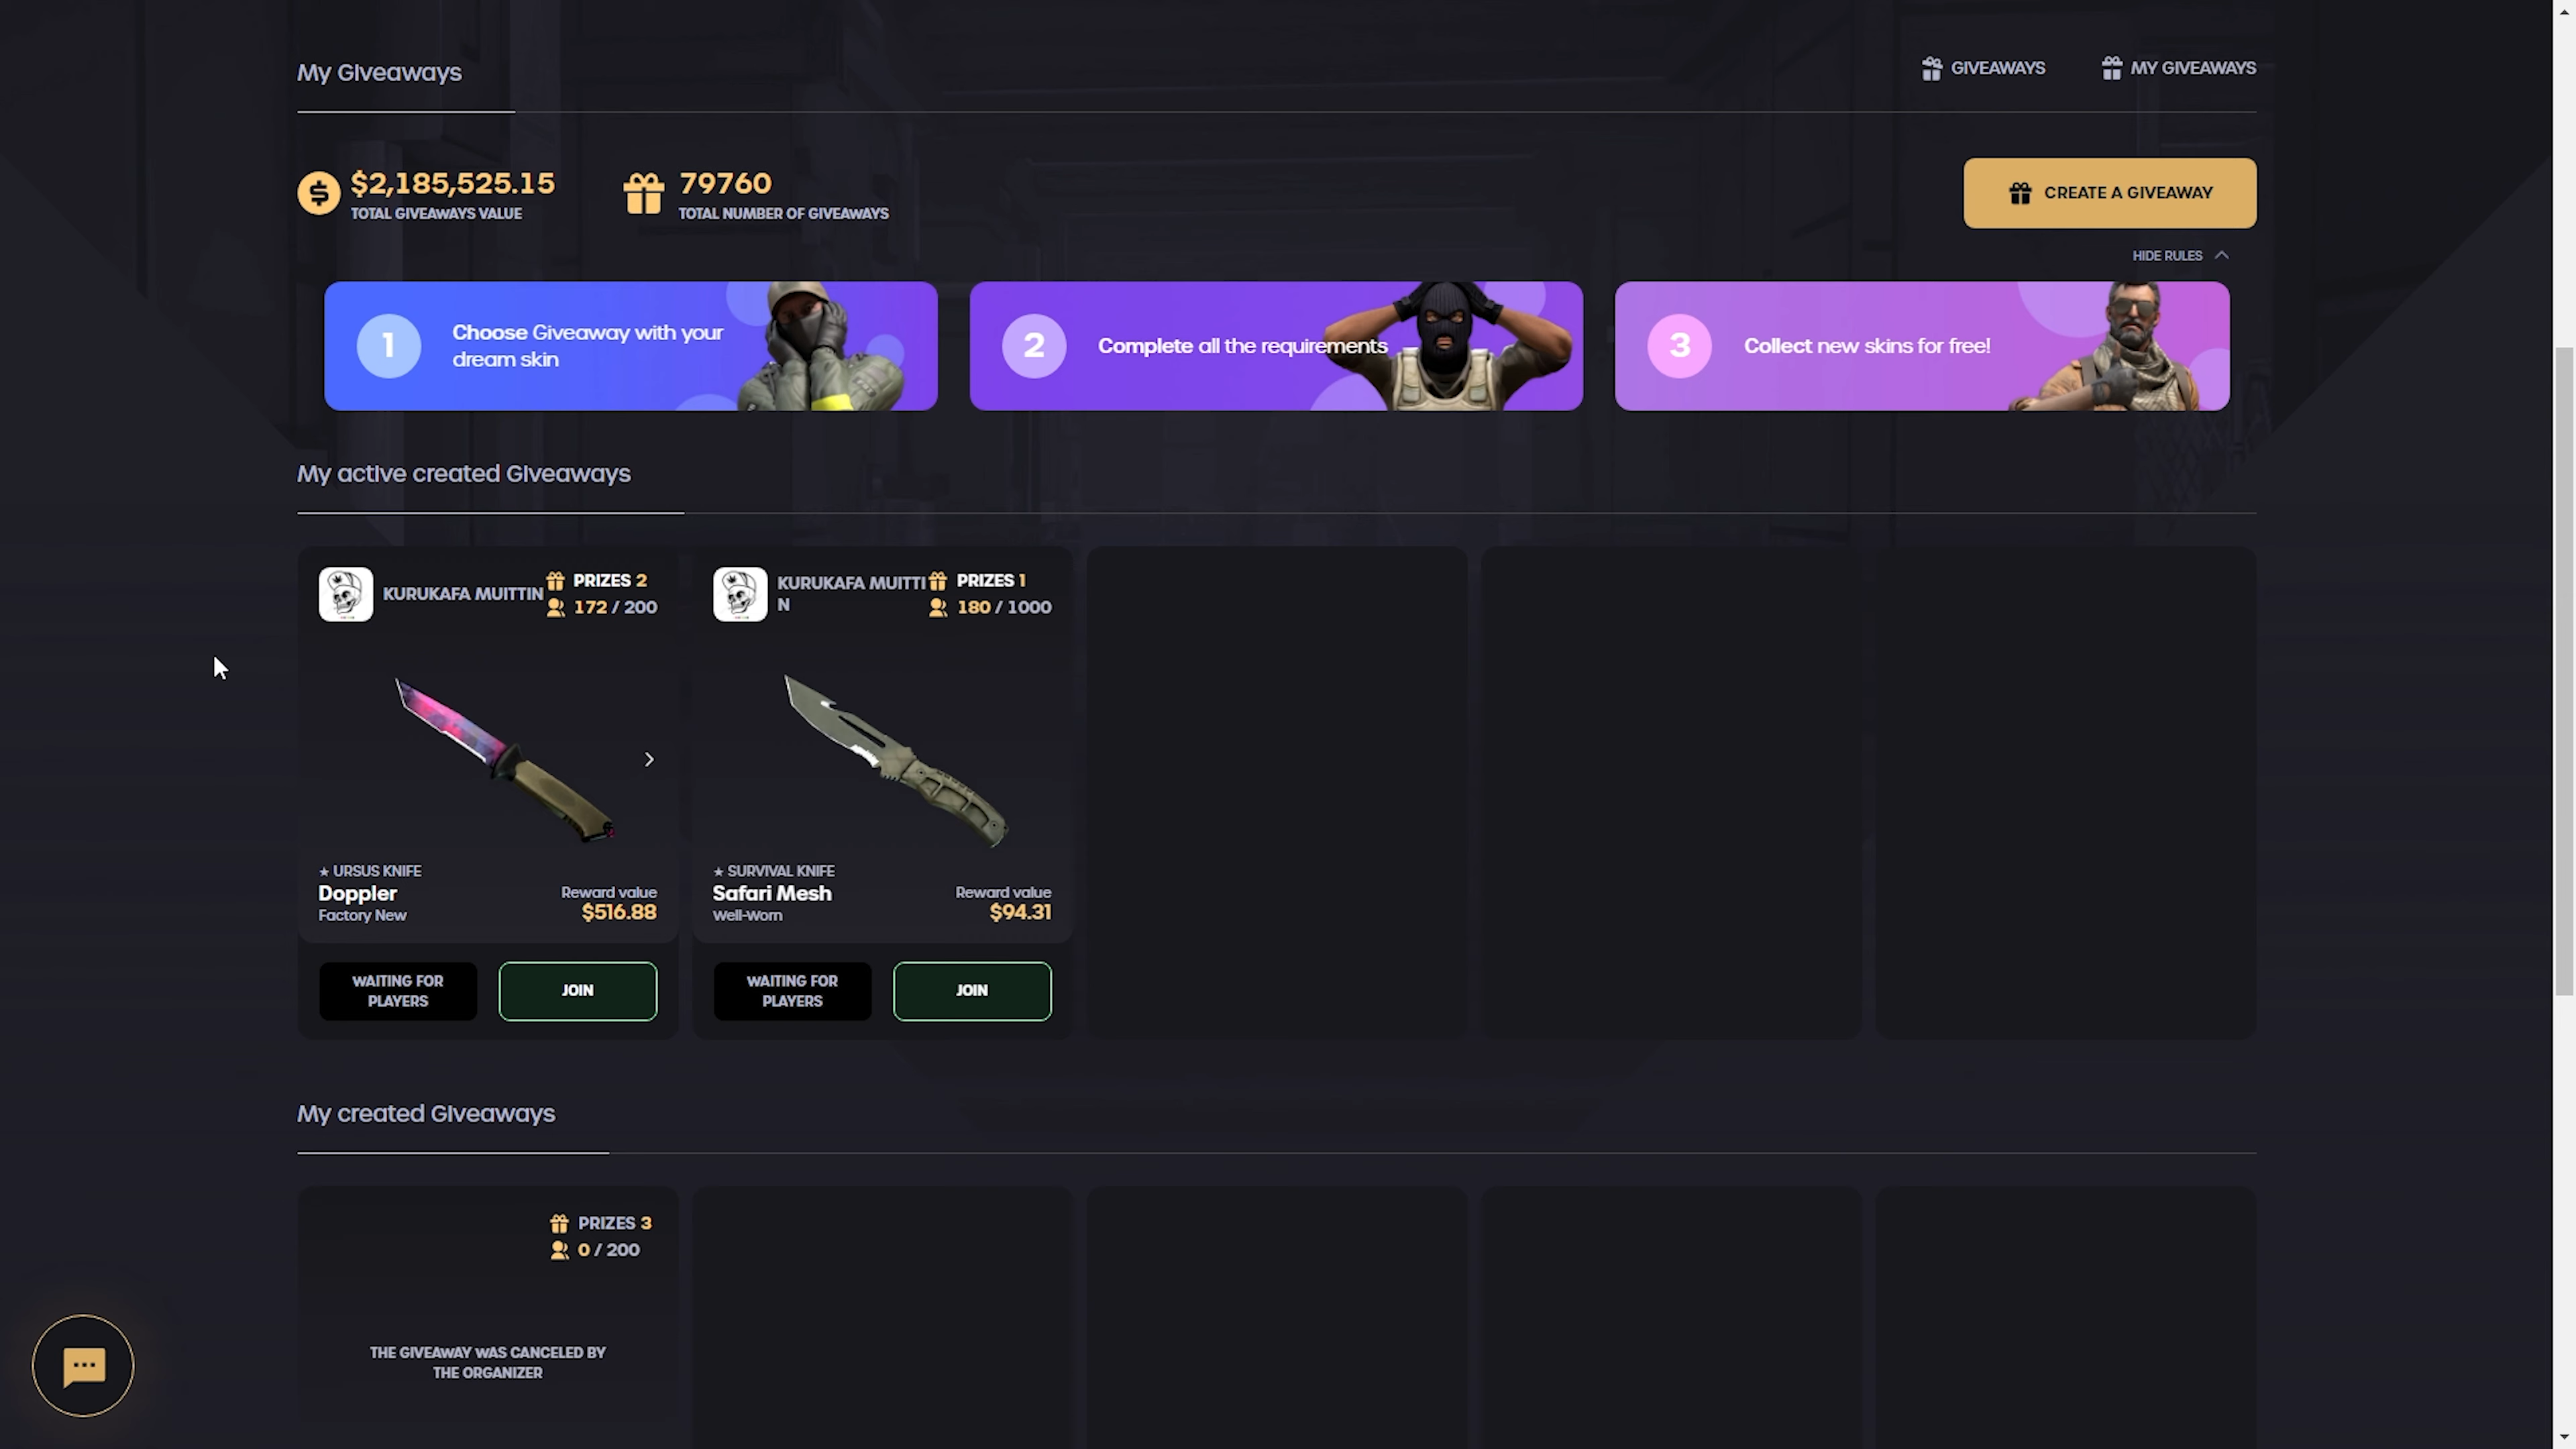 My Giveaways
GIVEAWAYS
MY GIVEAWAYS
$2,185,525.15
TOTAL GIVEAWAYS VALUE
79760
TOTAL NUMBER OF GIVEAWAYS
CREATE A GIVEAWAY
HIDE RULES
1
Choose Giveaway with your
dream skin
2
Complete all the requirements
3
Collect new skins for free!
My active created Giveaways
KURUKAFA MUITTIN
PRIZES 2
172 / 200
★ URSUS KNIFE
Doppler
Factory New
Reward value
$516.88
WAITING FOR
PLAYERS
JOIN
KURUKAFA MUITTI
N
PRIZES 1
180 / 1000
★ SURVIVAL KNIFE
Safari Mesh
Well-Worn
Reward value
$94.31
WAITING FOR
PLAYERS
JOIN
My created Giveaways
PRIZES 3
0 / 200
THE GIVEAWAY WAS CANCELED BY
THE ORGANIZER